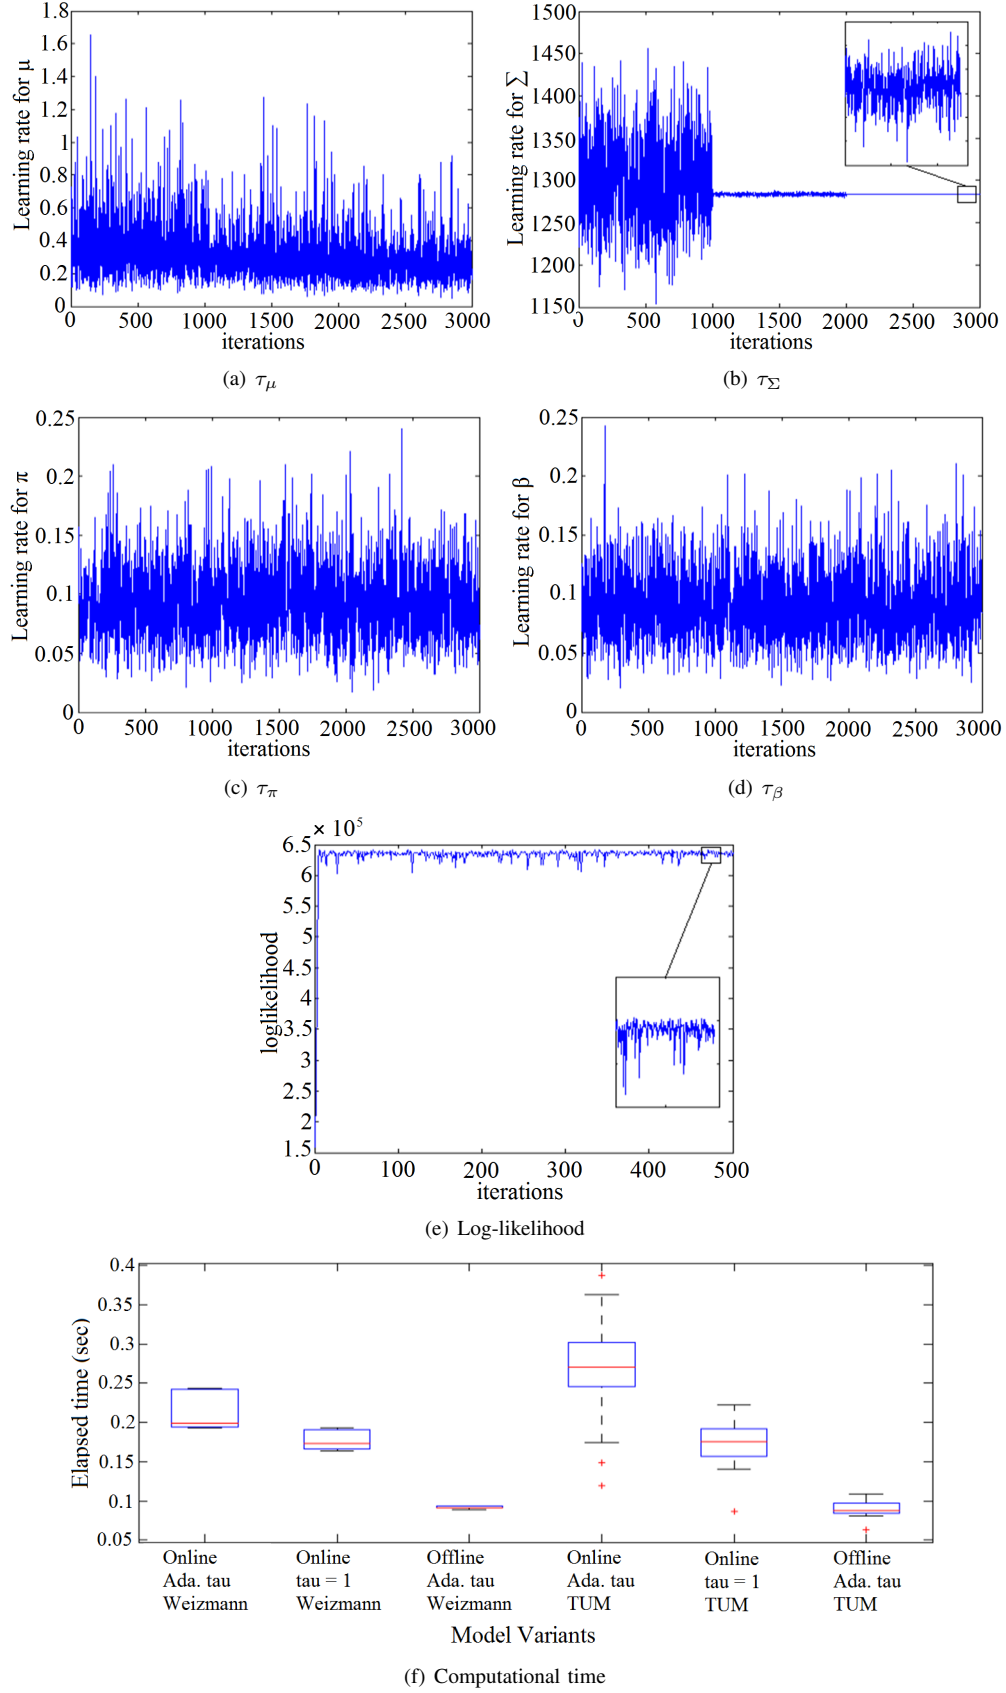 1.8
1.6
1.4
1.2
1
0.8
0.6
0.4
0.2
0
Learning rate for μ
0 500 1000 1500 2000 2500 3000
iterations
(a) τμ
1500
1450
1400
1350
1300
1250
1200
1150
Learning rate for Σ
0 500 1000 1500 2000 2500 3000
iterations
(b) τΣ
0.25
0.2
0.15
0.1
0.05
0
Learning rate for π
0 500 1000 1500 2000 2500 3000
iterations
(c) τπ
0.25
0.2
0.15
0.1
0.05
0
Learning rate for β
0 500 1000 1500 2000 2500 3000
iterations
(d) τβ
× 10⁵
6.5
6
5.5
5
4.5
4
3.5
3
2.5
2
1.5
loglikelihood
0 100 200 300 400 500
iterations
(e) Log-likelihood
0.4
0.35
0.3
0.25
0.2
0.15
0.1
0.05
Elapsed time (sec)
Online Online Offline Online Online Offline
Ada. tau tau = 1 Ada. tau Ada. tau tau = 1 Ada. tau
Weizmann Weizmann Weizmann TUM TUM TUM
Model Variants
(f) Computational time